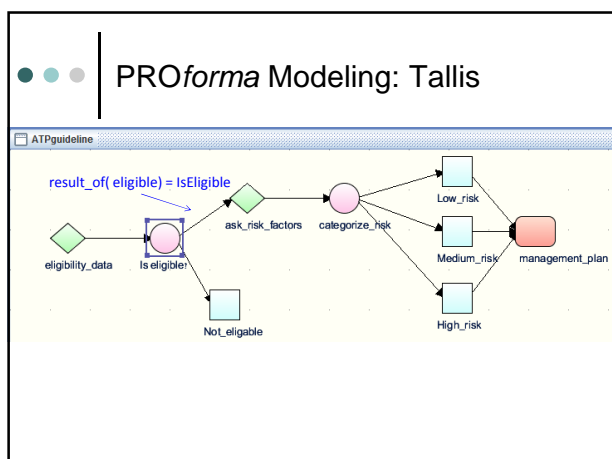 PROforma Modeling: Tallis
ATPguideline
result_of( eligible) = IsEligible
Low_risk
ask_risk_factors
categorize_risk
eligibility_data
Is eligible?
Medium_risk
management_plan
Not_eligable
High_risk